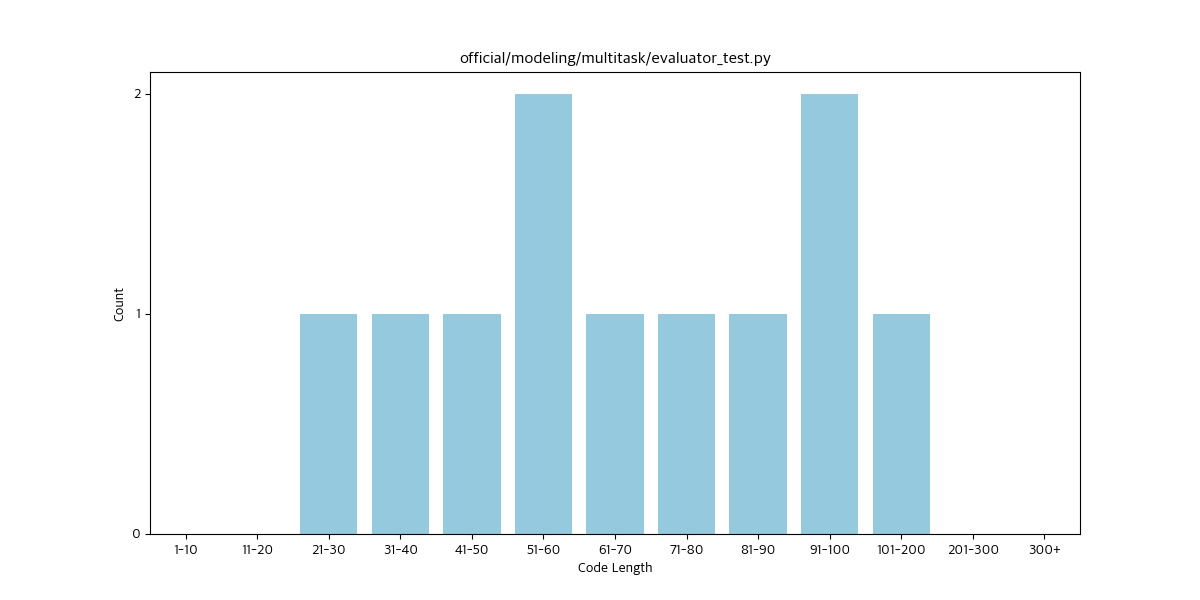 official/modeling/multitask/evaluator_test.py
2
1
0
Count
1-10 11-20 21-30 31-40 41-50 51-60 61-70 71-80 81-90 91-100 101-200 201-300 300+
Code Length